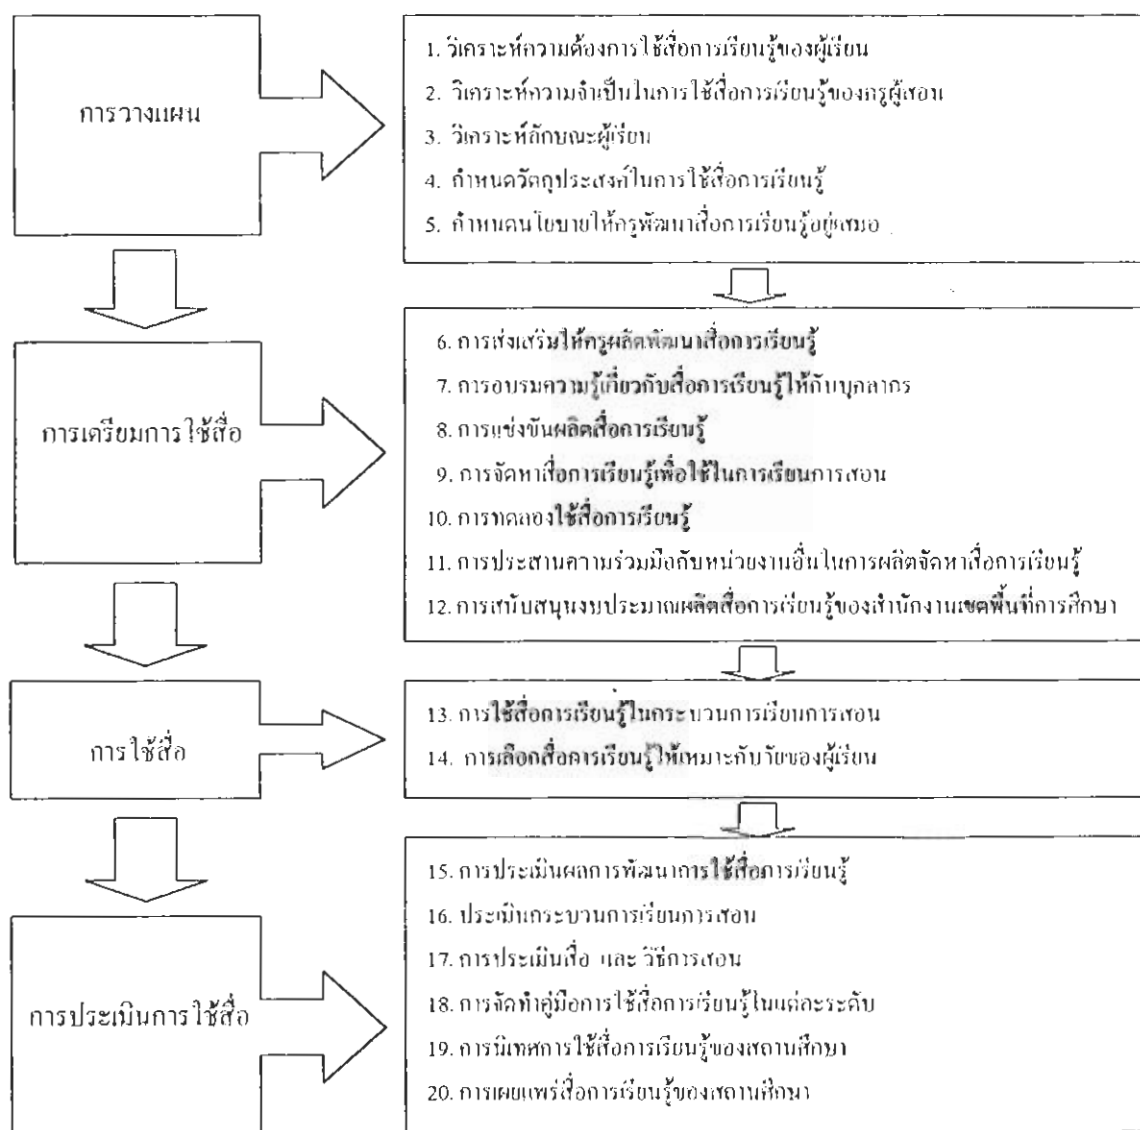 การวางแผน
1. วิเคราะห์ความต้องการใช้สื่อการเรียนรู้ของผู้เรียน
2. วิเคราะห์ความจำเป็นในการใช้สื่อการเรียนรู้ของครูผู้สอน
3. วิเคราะห์ลักษณะผู้เรียน
4. กำหนดวัตถุประสงค์ในการใช้สื่อการเรียนรู้
5. กำหนดนโยบายให้ครูพัฒนาสื่อการเรียนรู้อยู่เสมอ
การเตรียมการใช้สื่อ
6. การส่งเสริมให้ครูผลิตพัฒนาสื่อการเรียนรู้
7. การอบรมความรู้เกี่ยวกับสื่อการเรียนรู้ให้กับบุคลากร
8. การแข่งขันผลิตสื่อการเรียนรู้
9. การจัดหาสื่อการเรียนรู้เพื่อใช้ในการเรียนการสอน
10. การทดลองใช้สื่อการเรียนรู้
11. การประสานความร่วมมือกับหน่วยงานอื่นในการผลิตจัดหาสื่อการเรียนรู้
12. การสนับสนุนงบประมาณผลิตสื่อการเรียนรู้ของสำนักงานเขตพื้นที่การศึกษา
การใช้สื่อ
13. การใช้สื่อการเรียนรู้ในกระบวนการเรียนการสอน
14. การเลือกสื่อการเรียนรู้ให้เหมาะกับวัยของผู้เรียน
การประเมินการใช้สื่อ
15. การประเมินผลการพัฒนาการใช้สื่อการเรียนรู้
16. ประเมินกระบวนการเรียนการสอน
17. การประเมินสื่อ และ วิธีการสอน
18. การจัดทำคู่มือการใช้สื่อการเรียนรู้ในแต่ละระดับ
19. การนิเทศการใช้สื่อการเรียนรู้ของสถานศึกษา
20. การเผยแพร่สื่อการเรียนรู้ของสถานศึกษา